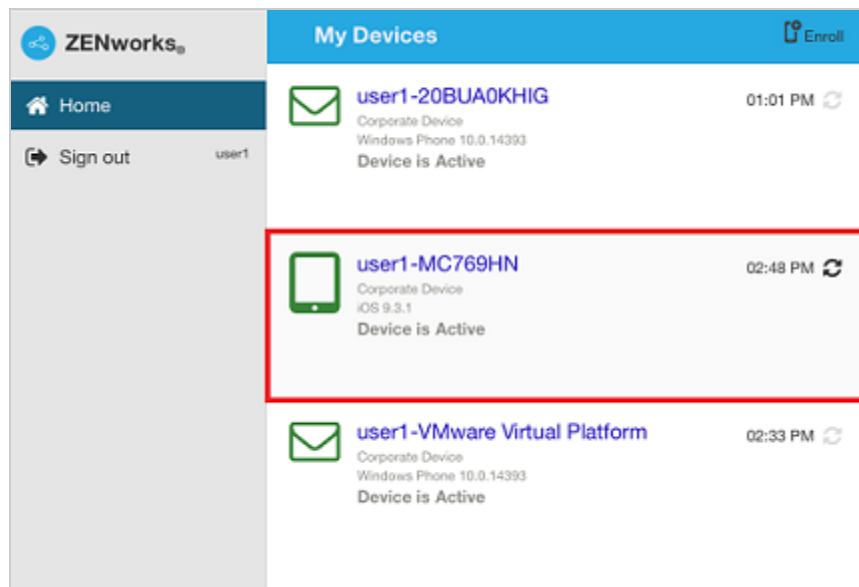 ZENworks®
Home
Sign out user1
My Devices
Enroll
user1-20BUA0KHIG 01:01 PM
Corporate Device
Windows Phone 10.0.14393
Device is Active
user1-MC769HN 02:48 PM
Corporate Device
iOS 9.3.1
Device is Active
user1-VMware Virtual Platform 02:33 PM
Corporate Device
Windows Phone 10.0.14393
Device is Active